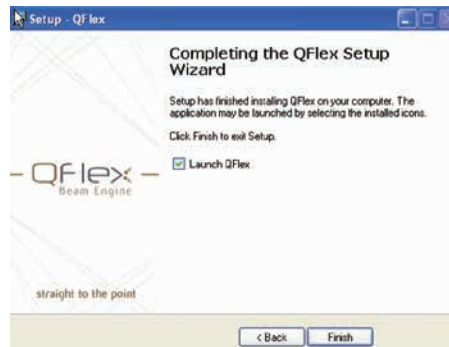 Setup - QFlex
Completing the QFlex Setup
Wizard
Setup has finished installing QFlex on your computer. The
application may be launched by selecting the installed icons.
Click Finish to exit Setup.
Launch QFlex
QFlex
Beam Engine
straight to the point
< Back
Finish